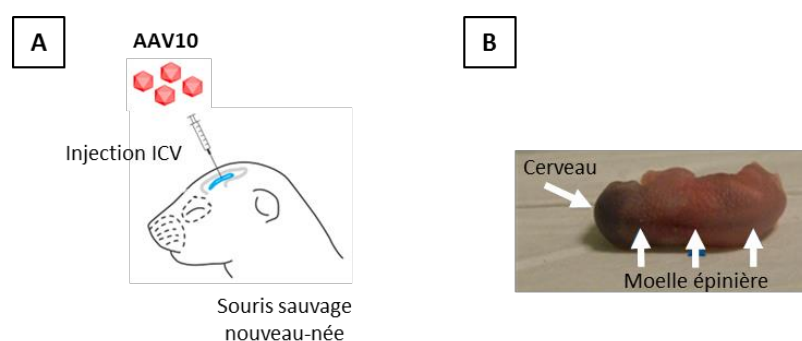 A
AAV10
Injection ICV
Souris sauvage
nouveau-née
B
Cerveau
Moelle épinière